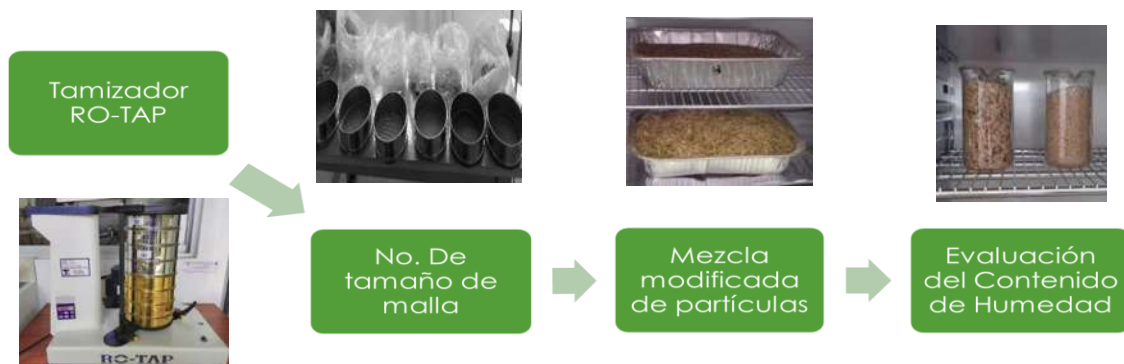 Tamizador
RO-TAP
RO-TAP
No. De
tamaño de
malla
Mezcla
modificada
de partículas
Evaluación
del Contenido
de Humedad